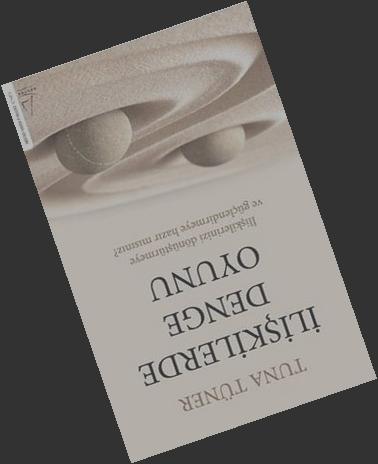 TUNA TÜNER
İLİŞKİLERDE
DENGE
OYUNU
İlişkilerinizi dönüştürmeye
ve güçlendirmeye hazır mısınız?